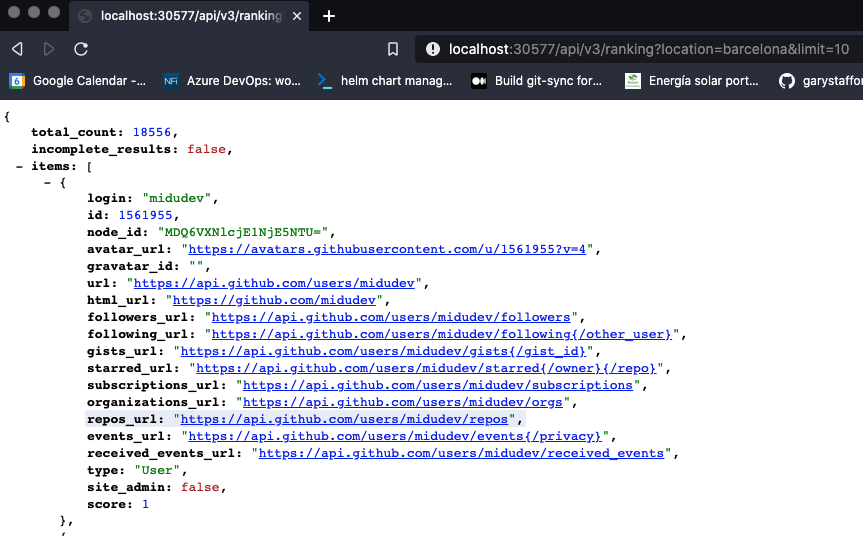 localhost:30577/api/v3/ranking
localhost:30577/api/v3/ranking?location=barcelona&limit=10
6 Google Calendar -... NFi Azure DevOps: wo... helm chart manag... Build git-sync for... Energía solar port... garystaffor
{
total_count: 18556,
incomplete_results: false,
− items: [
− {
login: "midudev",
id: 1561955,
node_id: "MDQ6VXNlcjE1NjE5NTU=",
avatar_url: "https://avatars.githubusercontent.com/u/1561955?v=4",
gravatar_id: "",
url: "https://api.github.com/users/midudev",
html_url: "https://github.com/midudev",
followers_url: "https://api.github.com/users/midudev/followers",
following_url: "https://api.github.com/users/midudev/following{/other_user}",
gists_url: "https://api.github.com/users/midudev/gists{/gist_id}",
starred_url: "https://api.github.com/users/midudev/starred{/owner}{/repo}",
subscriptions_url: "https://api.github.com/users/midudev/subscriptions",
organizations_url: "https://api.github.com/users/midudev/orgs",
repos_url: "https://api.github.com/users/midudev/repos",
events_url: "https://api.github.com/users/midudev/events{/privacy}",
received_events_url: "https://api.github.com/users/midudev/received_events",
type: "User",
site_admin: false,
score: 1
},
{